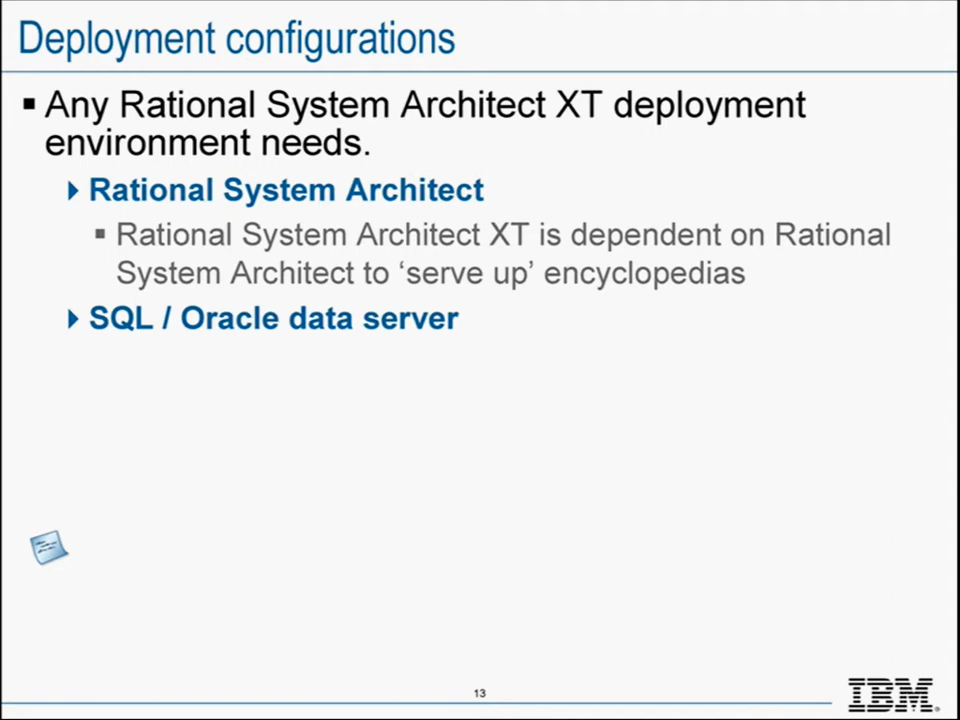 Deployment configurations
▪ Any Rational System Architect XT deployment
environment needs.
Rational System Architect
▪ Rational System Architect XT is dependent on Rational
System Architect to ‘serve up’ encyclopedias
SQL / Oracle data server
13
IBM®